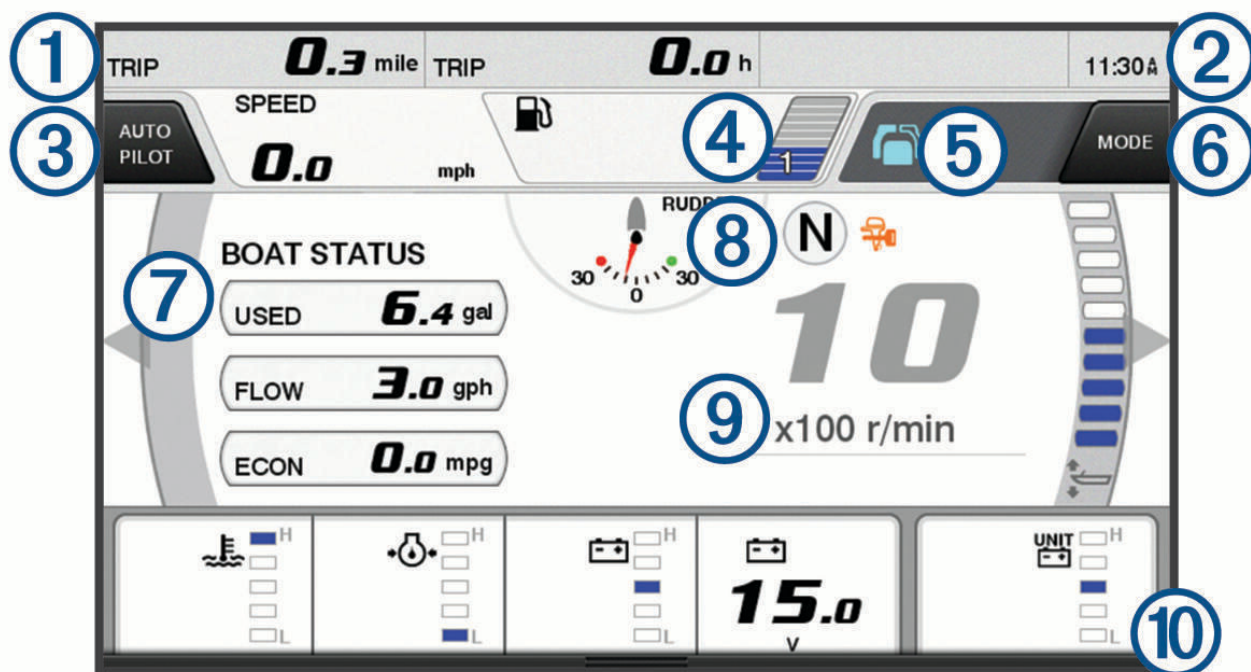 1 TRIP 0.3 mile TRIP 0.0 h 11:30 AM 2
3 AUTO PILOT SPEED 0.0 mph 4 1 5 MODE 6
8 N
30 0 30
BOAT STATUS
7
USED 6.4 gal
FLOW 3.0 gph
ECON 0.0 mpg
10
9 x100 r/min
H H H UNIT H
15.0
V
L L L L 10